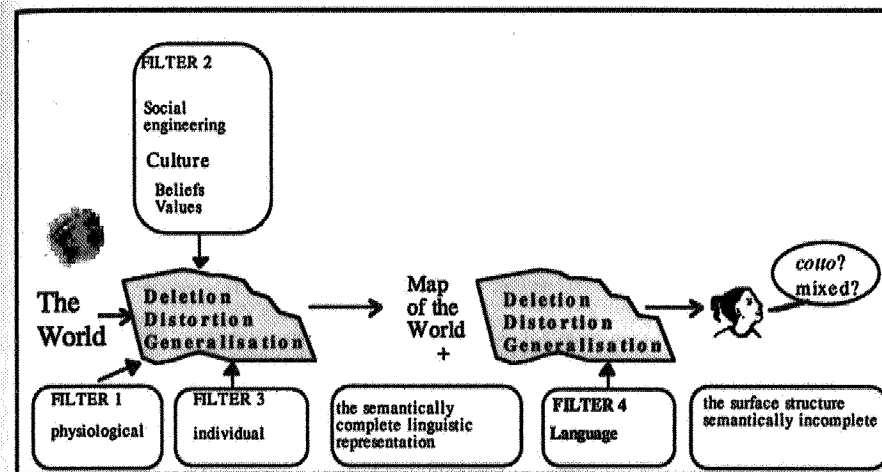 FILTER 2
Social
engineering
Culture
Beliefs
Values
The
World
Deletion
Distortion
Generalisation
Map
of the
World
+
Deletion
Distortion
Generalisation
cotto?
mixed?
FILTER 1
physiological
FILTER 3
individual
the semantically
complete linguistic
representation
FILTER 4
Language
the surface structure
semantically incomplete